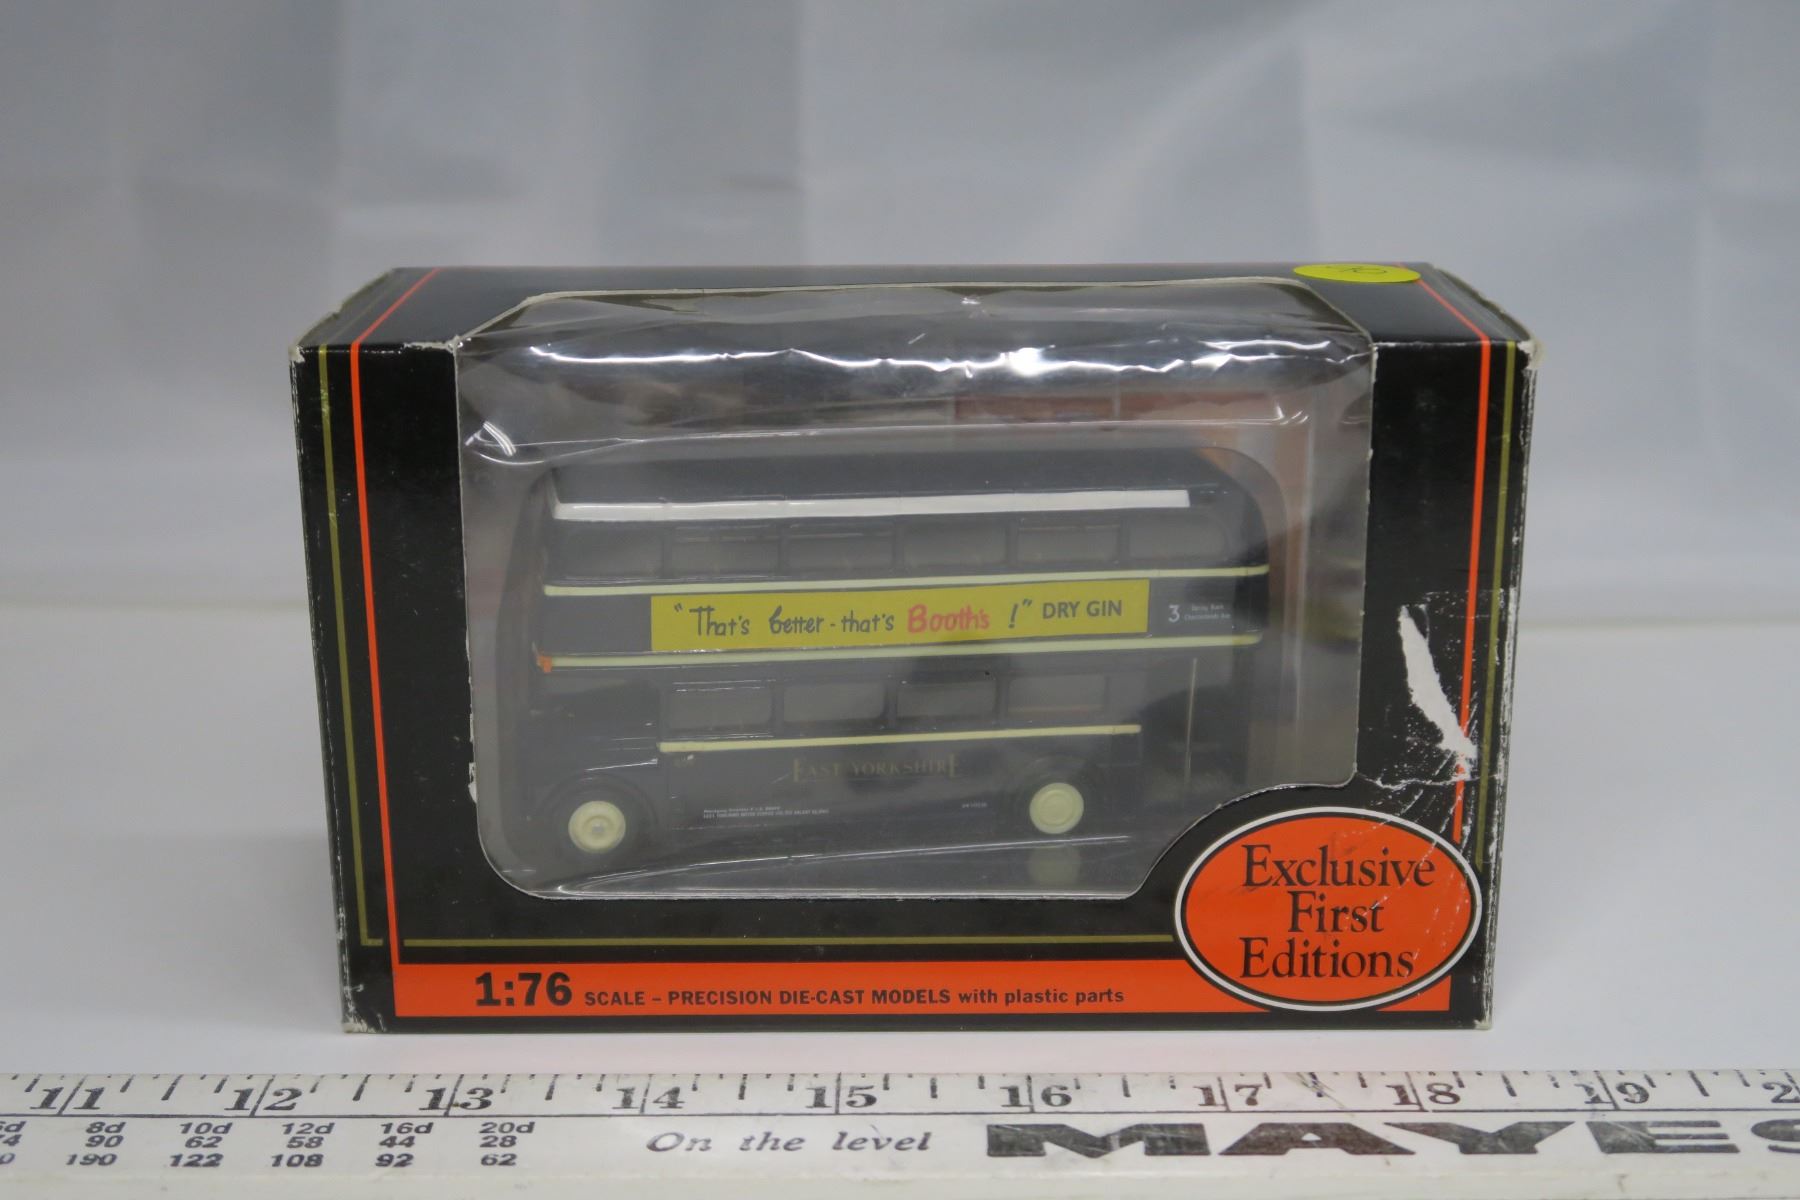 "That's better - that's Booth's!" DRY GIN
3
EAST YORKSHIRE
Exclusive
First
Editions
1:76 SCALE – PRECISION DIE-CAST MODELS with plastic parts
11 12 13 14 15 16 17 18 19
8d 10d 12d 16d 20d
90 62 58 44 28
190 122 108 92 62
On the level
MAYES